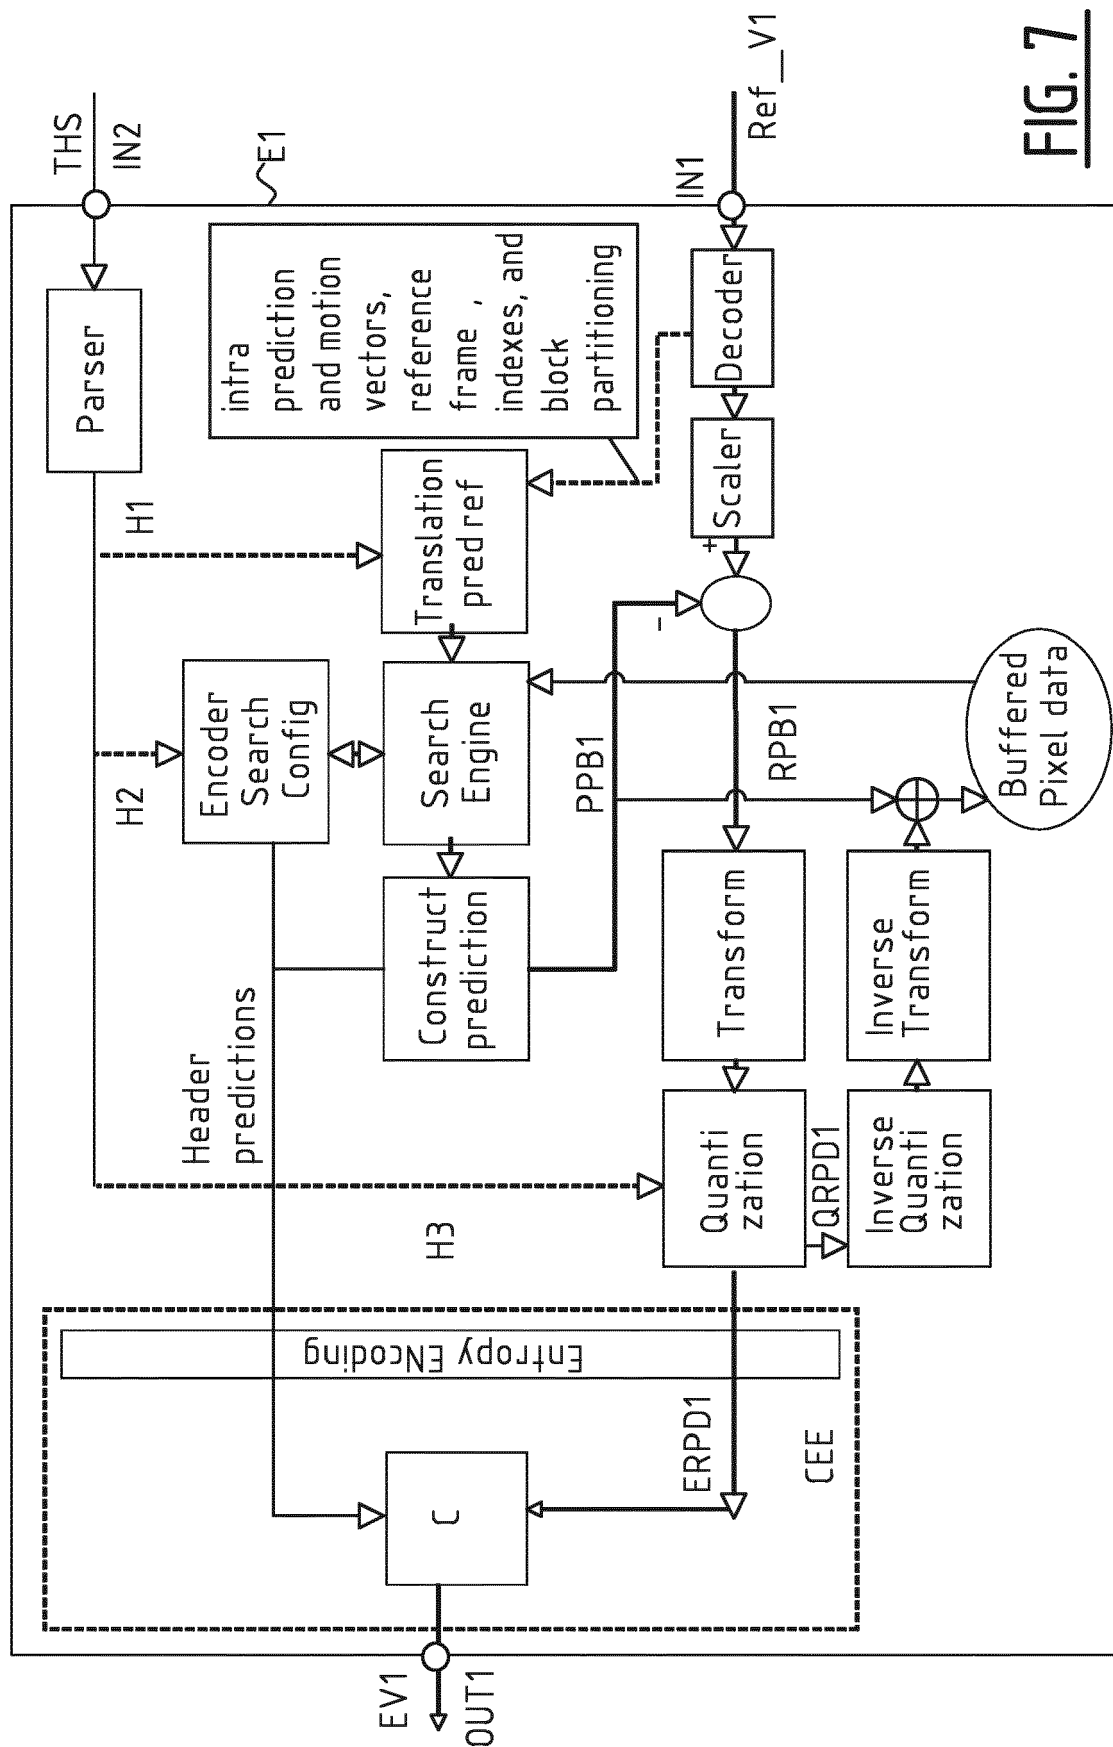 THS
IN2
E1
Parser
H1
H2
H3
intra
prediction
and motion
vectors,
reference
frame ,
indexes, and
block
partitioning
IN1
Ref__V1
Decoder
Scaler
+
-
Translation
pred ref
Encoder
Search
Config
Search
Engine
Construct
prediction
Header
predictions
PPB1
RPB1
Buffered
Pixel data
Transform
Inverse
Transform
Quanti
zation
QRPD1
Inverse
Quanti
zation
Entropy ENcoding
ERPD1
CEE
C
EV1
OUT1
FIG. 7